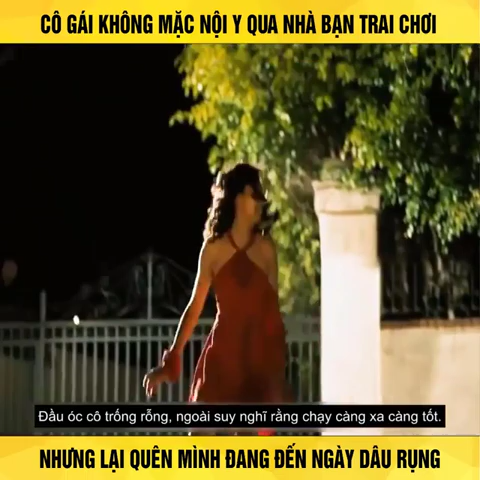 CÔ GÁI KHÔNG MẶC NỘI Y QUA NHÀ BẠN TRAI CHƠI
Đầu óc cô trống rỗng, ngoài suy nghĩ rằng chạy càng xa càng tốt.
NHƯNG LẠI QUÊN MÌNH ĐANG ĐẾN NGÀY DÂU RỤNG